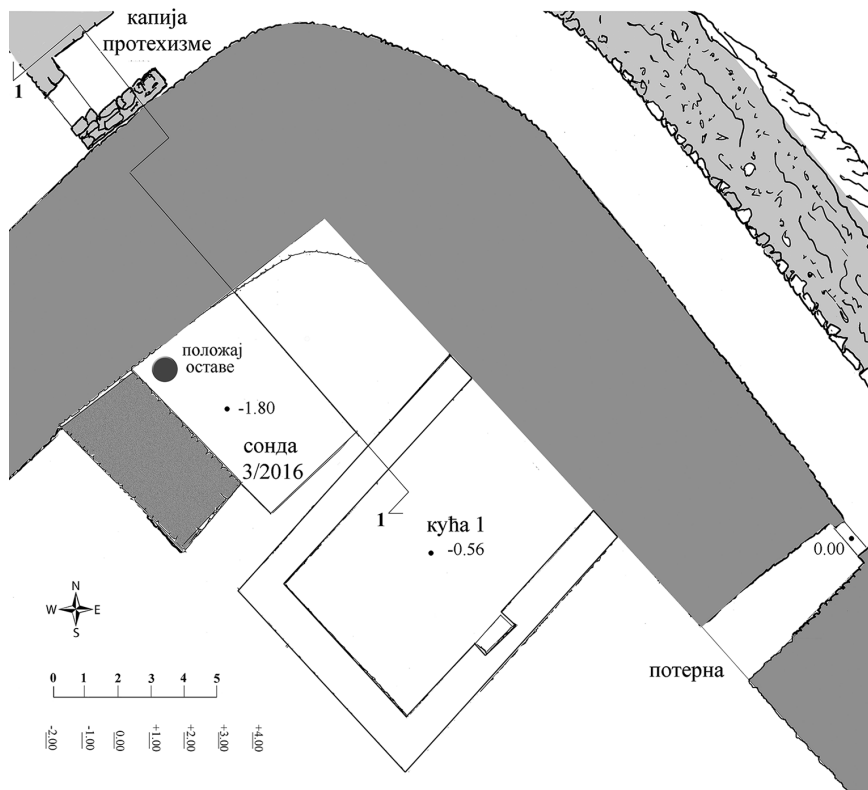 капија
протехизме
1
положај
оставе
-1.80
сонда
3/2016
1
кућа 1
-0.56
0.00
N
W E
S
потерна
0 1 2 3 4 5
-2.00 -1.00 0.00 +1.00 +2.00 +3.00 +4.00